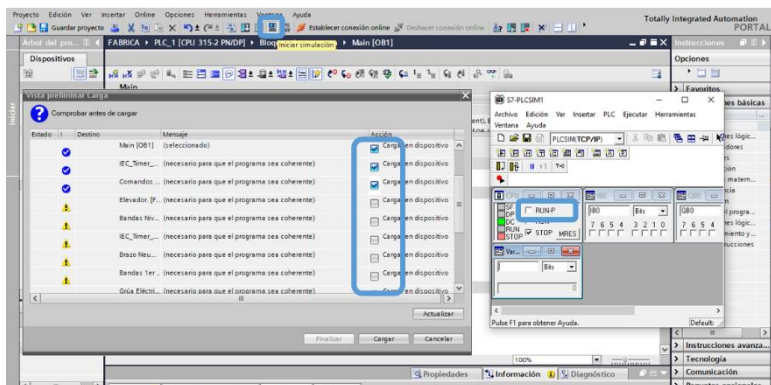 Proyecto Edición Ver Insertar Online Opciones Herramientas Ventana Ayuda
Guardar proyecto Establecer conexión online Deshacer conexión online
Totally Integrated Automation
PORTAL
Árbol del pro...
FABRICA PLC_1 [CPU 315-2 PN/DP] Main [OB1]
Iniciar simulación
Instrucciones
Dispositivos
Opciones
Main
Favoritos
Vista preliminar Carga
Comprobar antes de cargar
Estado ! Destino Mensaje Acción
Main [OB1] (seleccionado) Cargar en dispositivo
IEC_Timer_... (necesario para que el programa sea coherente) Cargar en dispositivo
Comandos ... (necesario para que el programa sea coherente) Cargar en dispositivo
Elevador. [F... (necesario para que el programa sea coherente) Cargar en dispositivo
Bandas Niv... (necesario para que el programa sea coherente) Cargar en dispositivo
IEC_Timer_... (necesario para que el programa sea coherente) Cargar en dispositivo
Brazo Neu... (necesario para que el programa sea coherente) Cargar en dispositivo
Bandas 1er... (necesario para que el programa sea coherente) Cargar en dispositivo
Grúa Eléctri... (necesario para que el programa sea coherente) Cargar en dispositivo
Actualizar
Finalizar Cargar Cancelar
S7-PLCSIM1
Archivo Edición Ver Insertar PLC Ejecutar Herramientas
Ventana Ayuda
PLCSIM(TCP/IP)
CPU
SF
DP
DC
RUN
STOP
RUN-P
STOP MRES
IB0 Bits
7 6 5 4 3 2 1 0
QB0
7 6 5 4
Bits
0
Pulse F1 para obtener Ayuda. Default:
Iniciar
100%
Propiedades Información Diagnóstico
Instrucciones avanza...
Tecnología
Comunicación